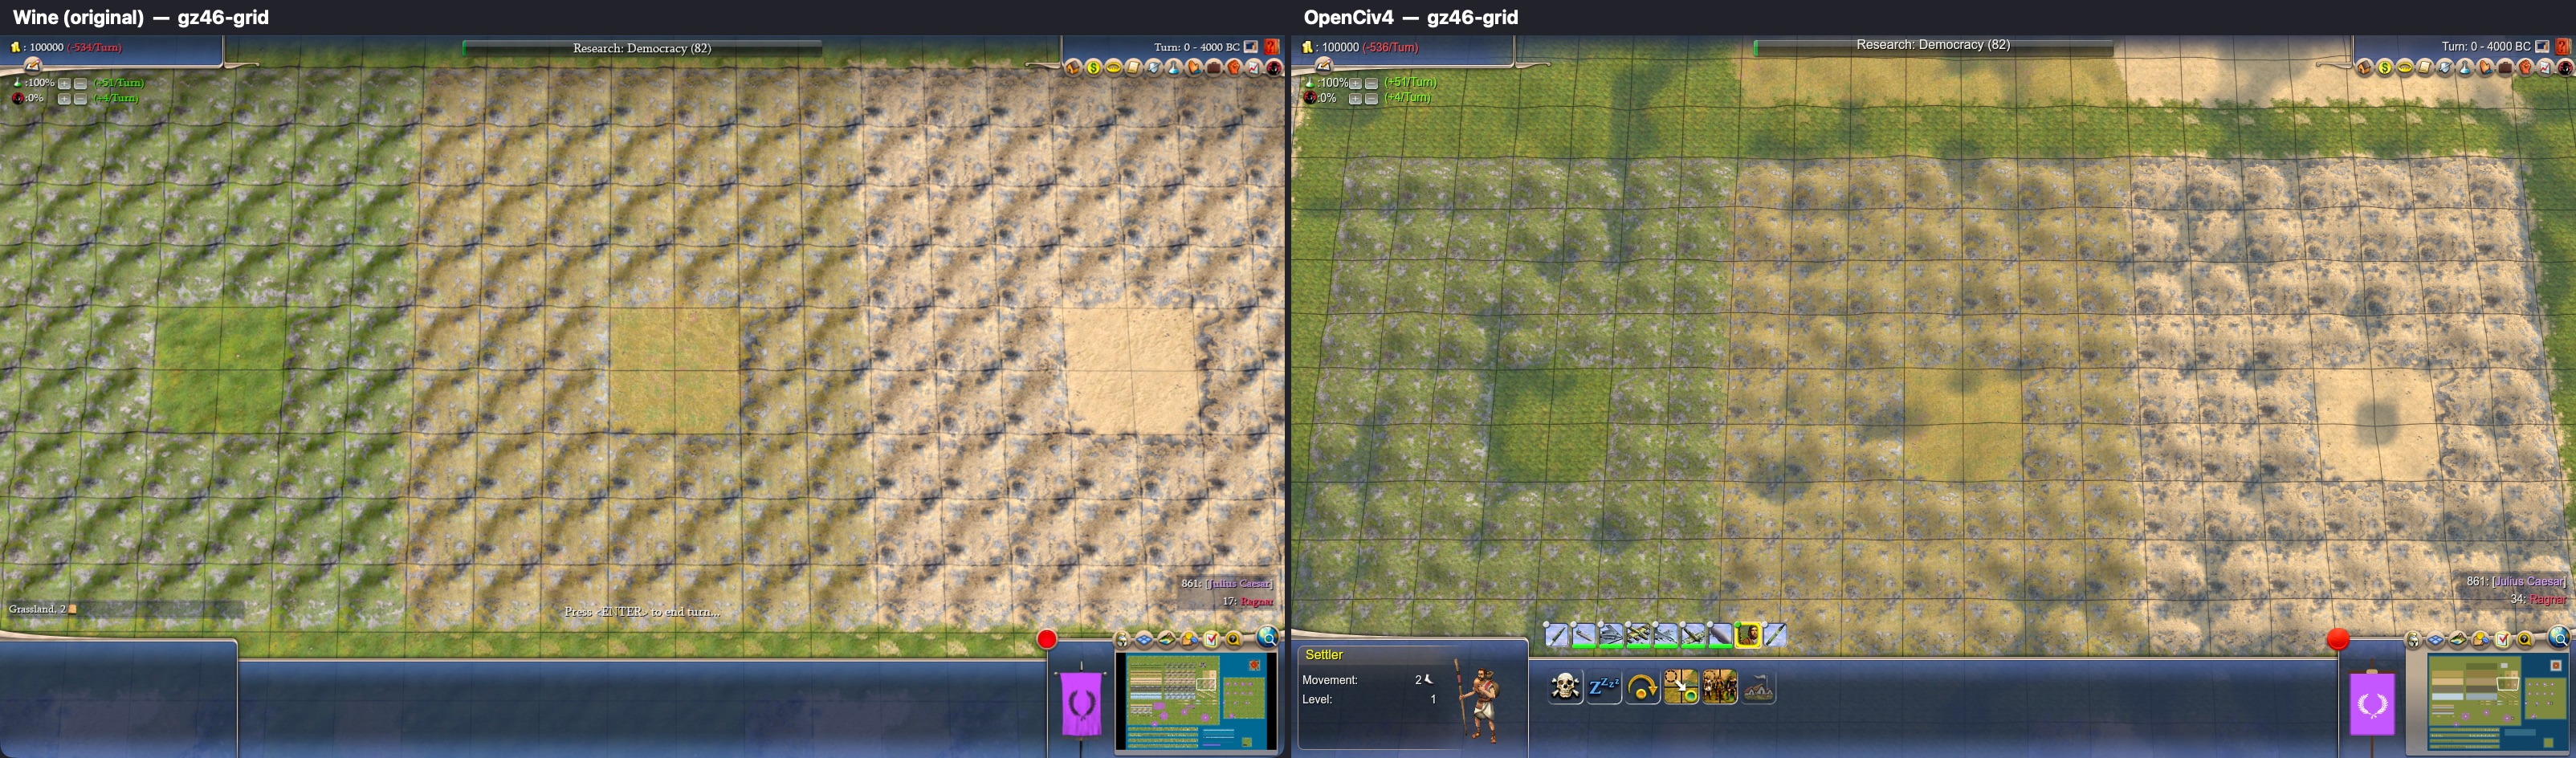 Wine (original) — gz46-grid
: 100000 (-534/Turn)
Research: Democracy (82)
Turn: 0 - 4000 BC
:100% (+51/Turn)
:0% (+4/Turn)
861: [Julius Caesar]
17: Ragnar
Grassland, 2
Press <ENTER> to end turn...
OpenCiv4 — gz46-grid
: 100000 (-536/Turn)
Research: Democracy (82)
Turn: 0 - 4000 BC
:100% (+51/Turn)
:0% (+4/Turn)
861: [Julius Caesar]
34: Ragnar
Settler
Movement: 2
Level: 1